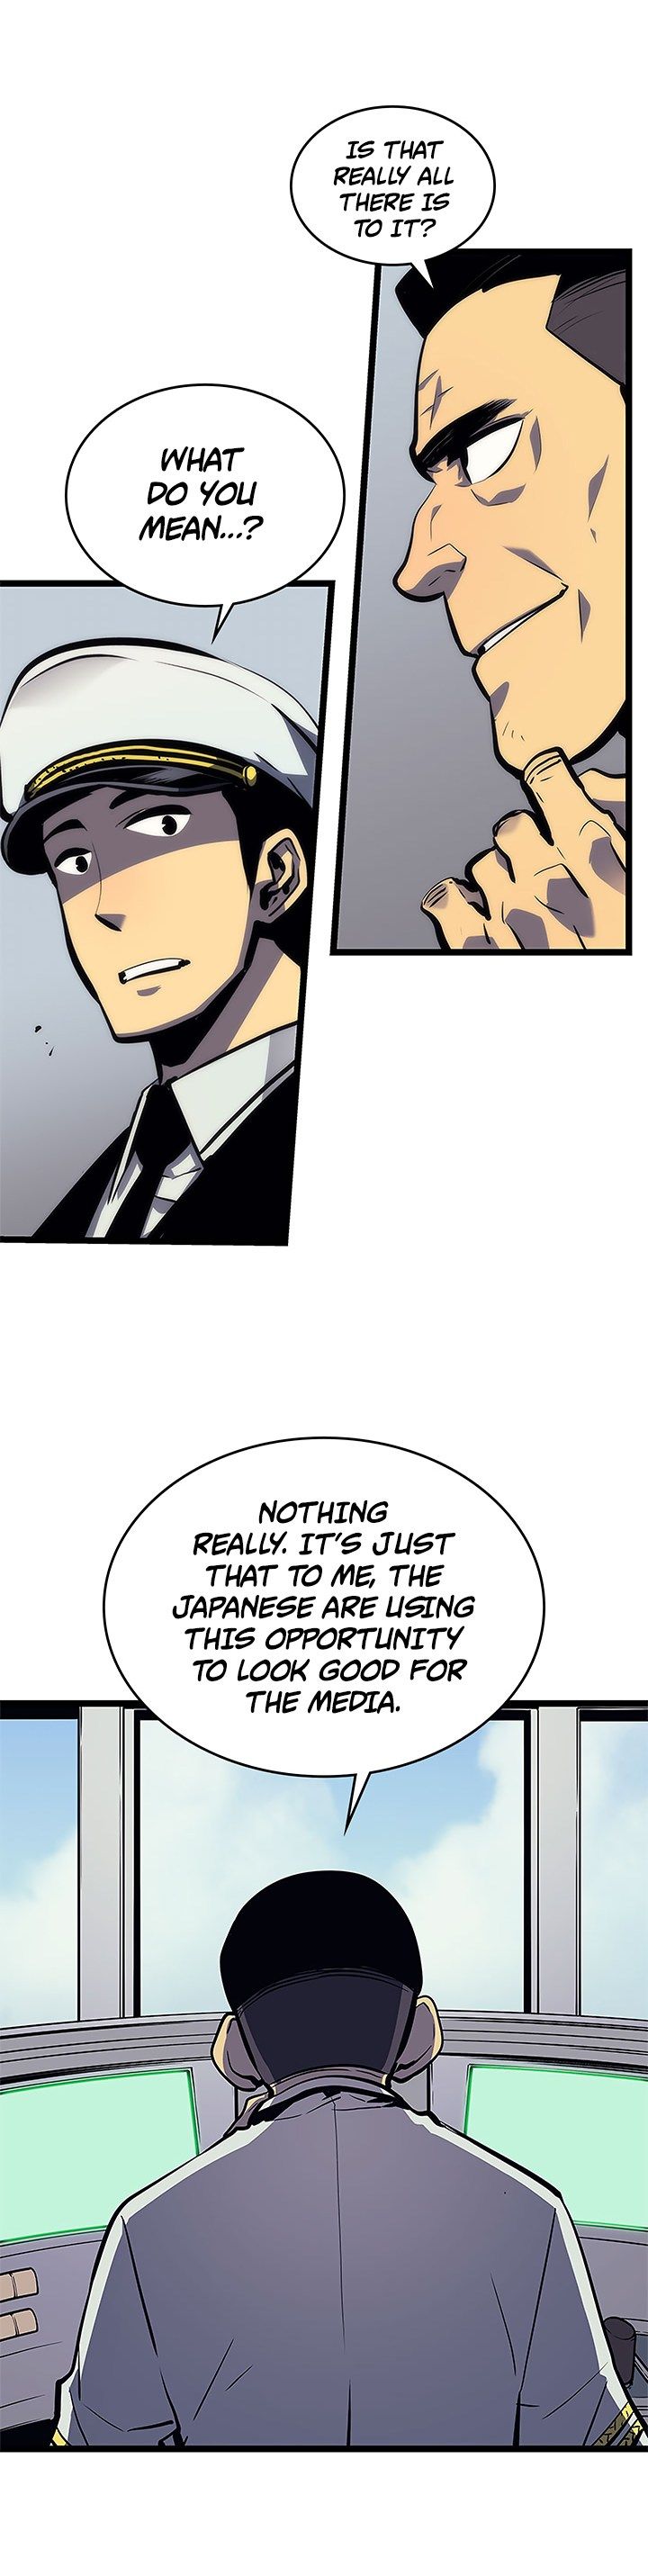 IS THAT
REALLY ALL
THERE IS
TO IT?
WHAT
DO YOU
MEAN...?
NOTHING
REALLY. IT'S JUST
THAT TO ME, THE
JAPANESE ARE USING
THIS OPPORTUNITY
TO LOOK GOOD FOR
THE MEDIA.